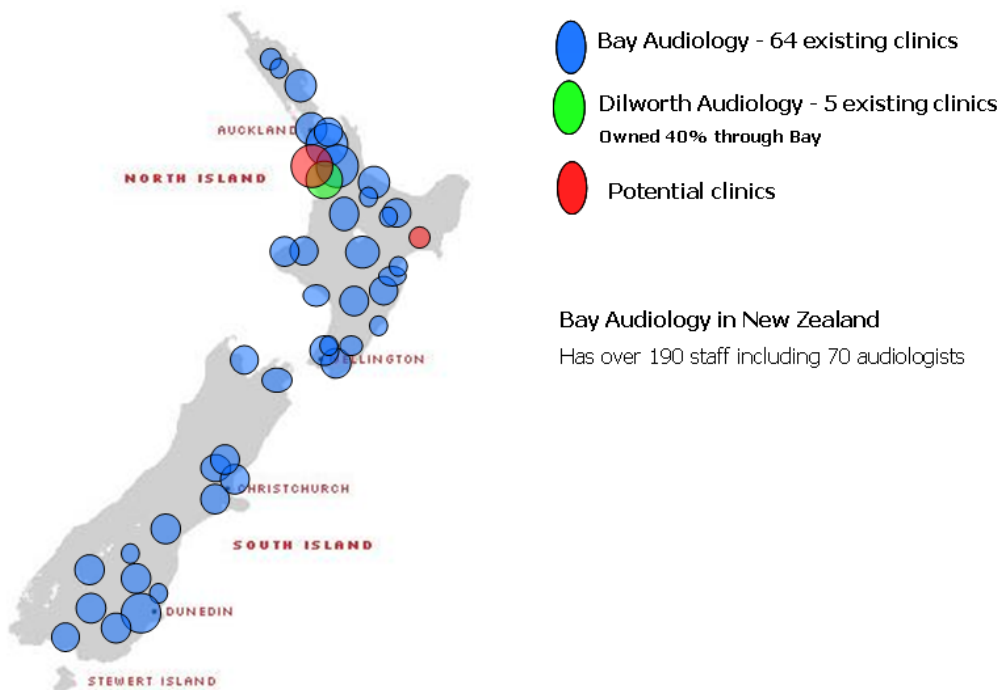 Bay Audiology - 64 existing clinics
Dilworth Audiology - 5 existing clinics
Owned 40% through Bay
Potential clinics
Bay Audiology in New Zealand
Has over 190 staff including 70 audiologists
AUCKLAND
NORTH ISLAND
WELLINGTON
CHRISTCHURCH
SOUTH ISLAND
DUNEDIN
STEWERT ISLAND